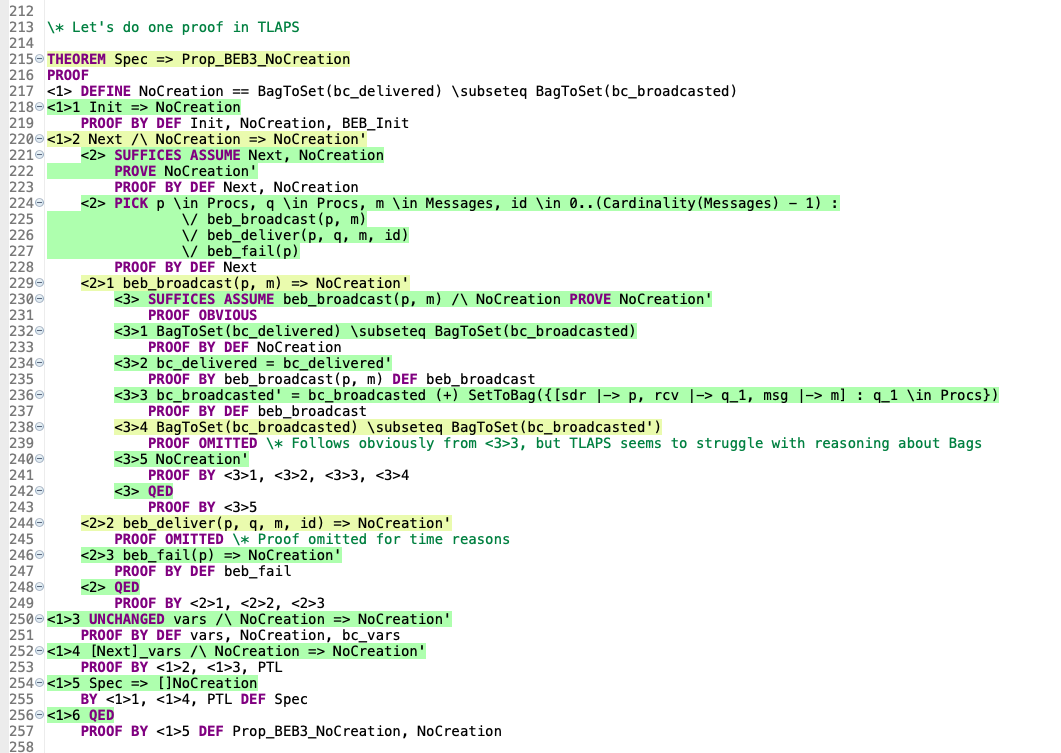 212
213 \* Let's do one proof in TLAPS
214
215 THEOREM Spec => Prop_BEB3_NoCreation
216 PROOF
217 <1> DEFINE NoCreation == BagToSet(bc_delivered) \subseteq BagToSet(bc_broadcasted)
218 <1>1 Init => NoCreation
219 PROOF BY DEF Init, NoCreation, BEB_Init
220 <1>2 Next /\ NoCreation => NoCreation'
221 <2> SUFFICES ASSUME Next, NoCreation
222 PROVE NoCreation'
223 PROOF BY DEF Next, NoCreation
224 <2> PICK p \in Procs, q \in Procs, m \in Messages, id \in 0..(Cardinality(Messages) - 1) :
225 \/ beb_broadcast(p, m)
226 \/ beb_deliver(p, q, m, id)
227 \/ beb_fail(p)
228 PROOF BY DEF Next
229 <2>1 beb_broadcast(p, m) => NoCreation'
230 <3> SUFFICES ASSUME beb_broadcast(p, m) /\ NoCreation PROVE NoCreation'
231 PROOF OBVIOUS
232 <3>1 BagToSet(bc_delivered) \subseteq BagToSet(bc_broadcasted)
233 PROOF BY DEF NoCreation
234 <3>2 bc_delivered = bc_delivered'
235 PROOF BY beb_broadcast(p, m) DEF beb_broadcast
236 <3>3 bc_broadcasted' = bc_broadcasted (+) SetToBag({[sdr |-> p, rcv |-> q_1, msg |-> m] : q_1 \in Procs})
237 PROOF BY DEF beb_broadcast
238 <3>4 BagToSet(bc_broadcasted) \subseteq BagToSet(bc_broadcasted')
239 PROOF OMITTED \* Follows obviously from <3>3, but TLAPS seems to struggle with reasoning about Bags
240 <3>5 NoCreation'
241 PROOF BY <3>1, <3>2, <3>3, <3>4
242 <3> QED
243 PROOF BY <3>5
244 <2>2 beb_deliver(p, q, m, id) => NoCreation'
245 PROOF OMITTED \* Proof omitted for time reasons
246 <2>3 beb_fail(p) => NoCreation'
247 PROOF BY DEF beb_fail
248 <2> QED
249 PROOF BY <2>1, <2>2, <2>3
250 <1>3 UNCHANGED vars /\ NoCreation => NoCreation'
251 PROOF BY DEF vars, NoCreation, bc_vars
252 <1>4 [Next]_vars /\ NoCreation => NoCreation'
253 PROOF BY <1>2, <1>3, PTL
254 <1>5 Spec => []NoCreation
255 BY <1>1, <1>4, PTL DEF Spec
256 <1>6 QED
257 PROOF BY <1>5 DEF Prop_BEB3_NoCreation, NoCreation
258